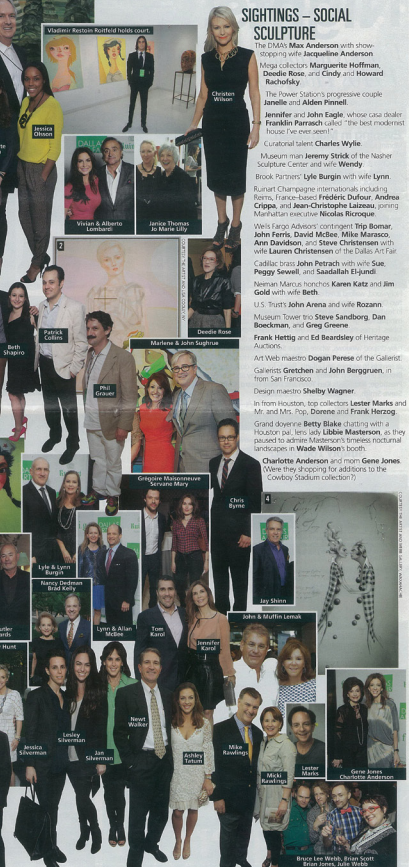 SIGHTINGS – SOCIAL
SCULPTURE
The DMA's Max Anderson with show-
stopping wife Jacqueline Anderson.
Mega collectors Marguerite Hoffman,
Deedie Rose, and Cindy and Howard
Rachofsky.
The Power Station's progressive couple
Janelle and Alden Pinnell.
Jennifer and John Eagle, whose casa dealer
Franklin Parrasch called "the best modernist
house I've ever seen!"
Curatorial talent Charles Wylie.
Museum man Jeremy Strick of the Nasher
Sculpture Center and wife Wendy.
Brook Partners' Lyle Burgin with wife Lynn.
Ruinart Champagne internationals including
Reims, France-based Frédéric Dufour, Andrea
Crippa, and Jean-Christophe Laizeau, joining
Manhattan executive Nicolas Ricroque.
Wells Fargo Advisors' contingent Trip Bomar,
John Ferris, David McBee, Mike Marasco,
Ann Davidson, and Steve Christensen with
wife Lauren Christensen of the Dallas Art Fair.
Cadillac brass John Petrach with wife Sue,
Peggy Sewell, and Saadallah El-jundi.
Neiman Marcus honchos Karen Katz and Jim
Gold with wife Beth.
U.S. Trust's John Arena and wife Rozann.
Museum Tower trio Steve Sandborg, Dan
Boeckman, and Greg Greene.
Frank Hettig and Ed Beardsley of Heritage
Auctions.
Art Web maestro Dogan Perese of the Gallerist.
Gallerists Gretchen and John Berggruen, in
from San Francisco.
Design maestro Shelby Wagner.
In from Houston, top collectors Lester Marks and
Mr. and Mrs. Pop, Dorene and Frank Herzog.
Grand doyenne Betty Blake chatting with a
Houston pal, lens lady Libbie Masterson, as they
paused to admire Masterson's timeless nocturnal
landscapes in Wade Wilson's booth.
Charlotte Anderson and mom Gene Jones.
(Were they shopping for additions to the
Cowboy Stadium collection?)
Vladimir Restoin Roitfeld holds court.
Christen
Wilson
Jessica
Olsson
Vivian & Alberto
Lombardi
Janice Thomas
Jo Marie Lilly
2
Deedie Rose
Beth
Shapiro
Patrick
Collins
Phil
Grauer
Marlene & John Sughrue
Grégoire Maisonneuve
Servane Mary
Chris
Byrne
4
Lyle & Lynn
Burgin
Nancy Dedman
Brad Kelly
Lynn & Allan
McBee
Jay Shinn
Tom
Karol
Jennifer
Karol
John & Muffin Lemak
Hunt
Jessica
Silverman
Lesley
Silverman
Jan
Silverman
Newt
Walker
Ashley
Tatum
Mike
Rawlings
Micki
Rawlings
Lester
Marks
Gene Jones
Charlotte Anderson
Bruce Lee Webb, Brian Scott
Brian Jones, Julie Webb